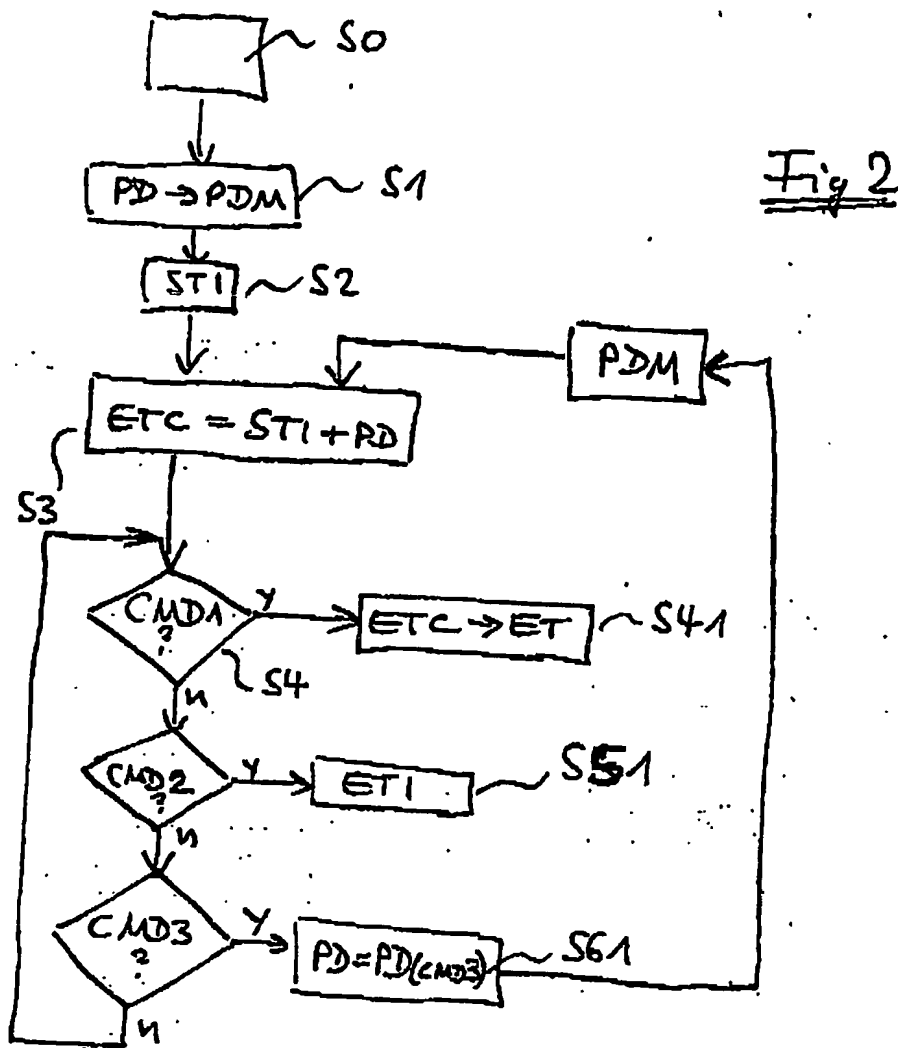 S0
PD → PDM
S1
Fig 2
STI
S2
PDM
ETC = STI + PD
S3
CMD1
?
y
ETC → ET
S41
S4
n
CMD2
?
y
ETI
S51
n
CMD3
?
y
PD = PD(CMD3)
S61
n